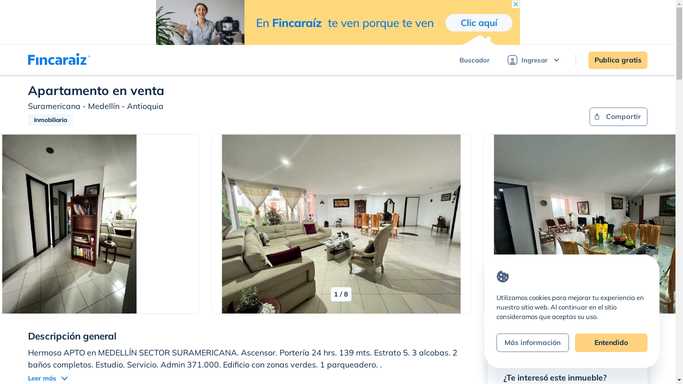 En Fincaraíz te ven porque te ven
Clic aquí
Fincaraiz
Buscador
Ingresar
Publica gratis
Apartamento en venta
Suramericana - Medellín - Antioquia
Inmobiliaria
Compartir
1 / 8
Utilizamos cookies para mejorar tu experiencia en
nuestro sitio web. Al continuar en el sitio
consideramos que aceptas su uso.
Más información
Entendido
Descripción general
Hermoso APTO en MEDELLÍN SECTOR SURAMERICANA. Ascensor. Portería 24 hrs. 139 mts. Estrato 5. 3 alcobas. 2
baños completos. Estudio. Servicio. Admin 371.000. Edificio con zonas verdes. 1 parqueadero. .
Leer más
¿Te interesó este inmueble?